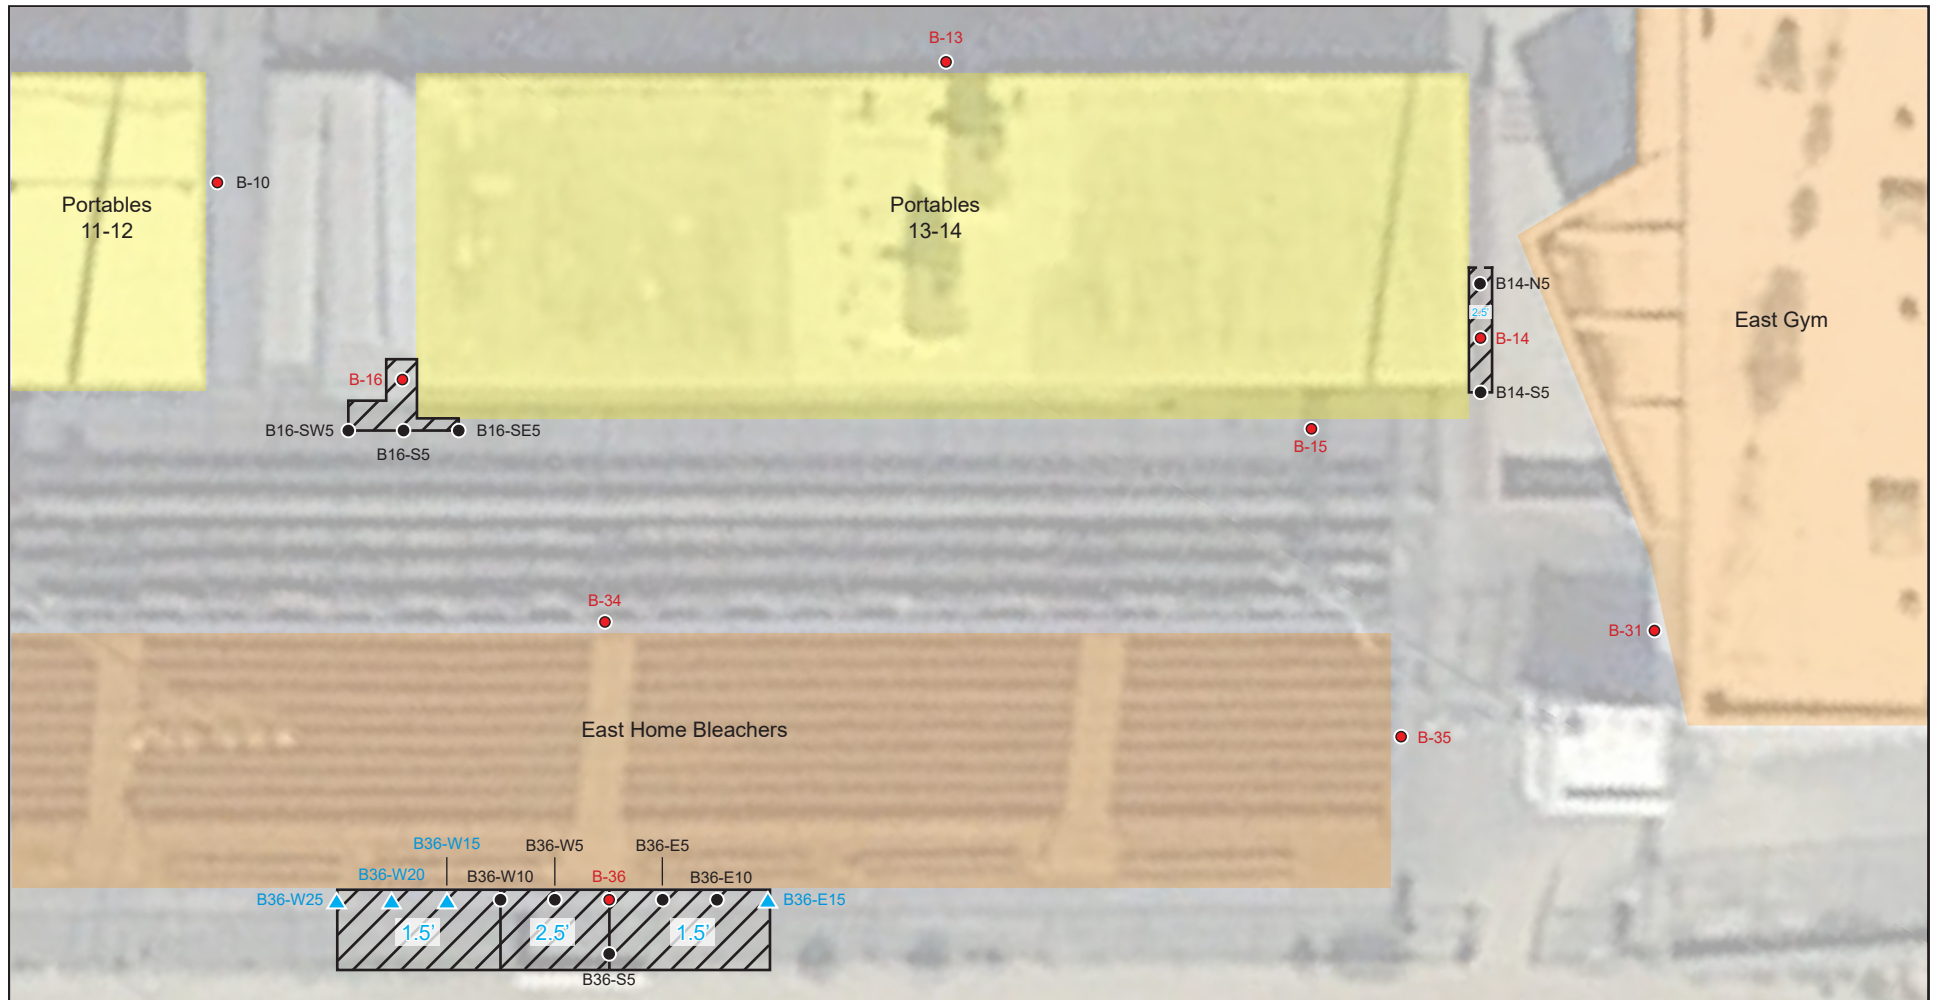 B-13
B-10
Portables
11-12
Portables
13-14
B14-N5
2.5'
B-14
B14-S5
East Gym
B-16
B16-SW5
B16-SE5
B16-S5
B-15
B-34
B-31
East Home Bleachers
B-35
B36-W15
B36-W5
B36-E5
B36-W20
B36-W10
B-36
B36-E10
B36-W25
B36-E15
1.5’
2.5’
1.5’
B36-S5